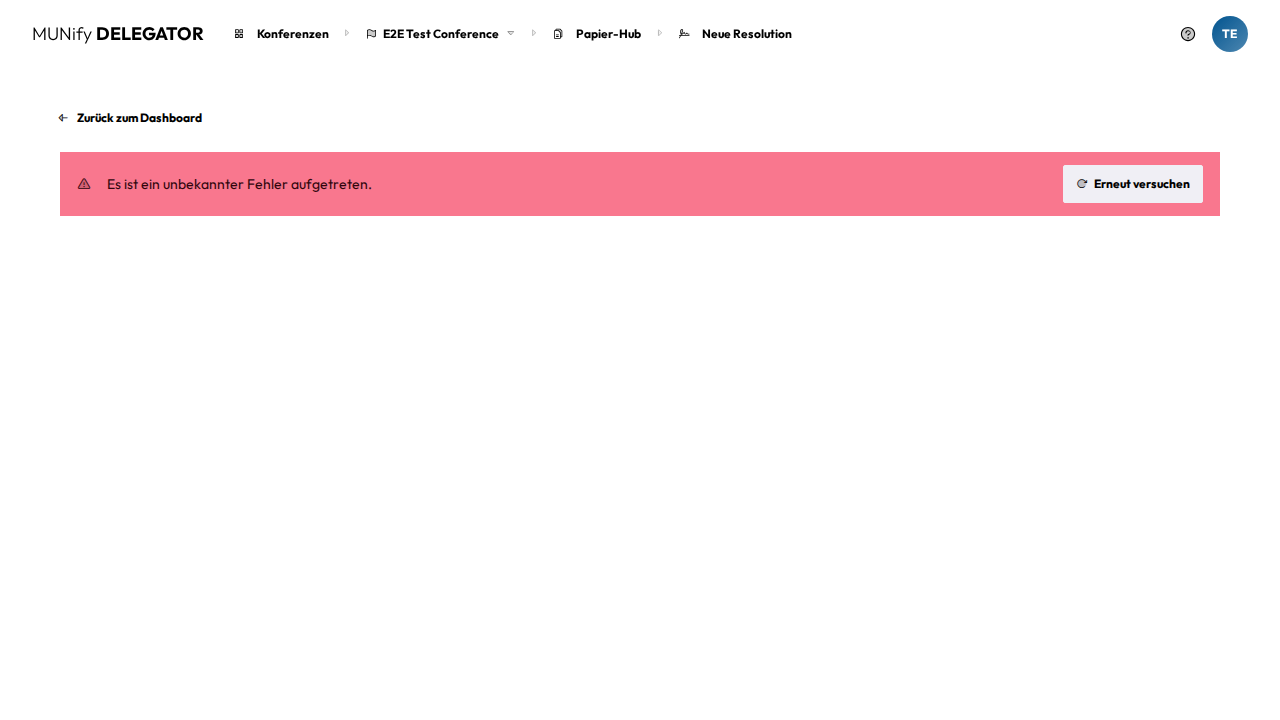 MUNify DELEGATOR
Konferenzen
E2E Test Conference
Papier-Hub
Neue Resolution
TE
Zurück zum Dashboard
Es ist ein unbekannter Fehler aufgetreten.
Erneut versuchen